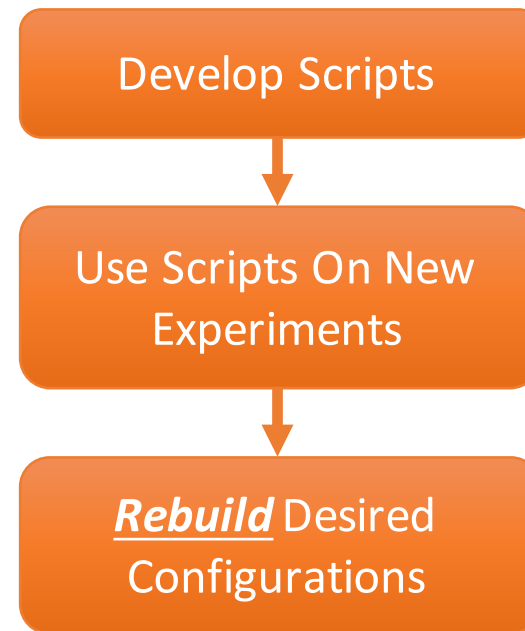 Develop Scripts
Use Scripts On New
Experiments
Rebuild Desired
Configurations